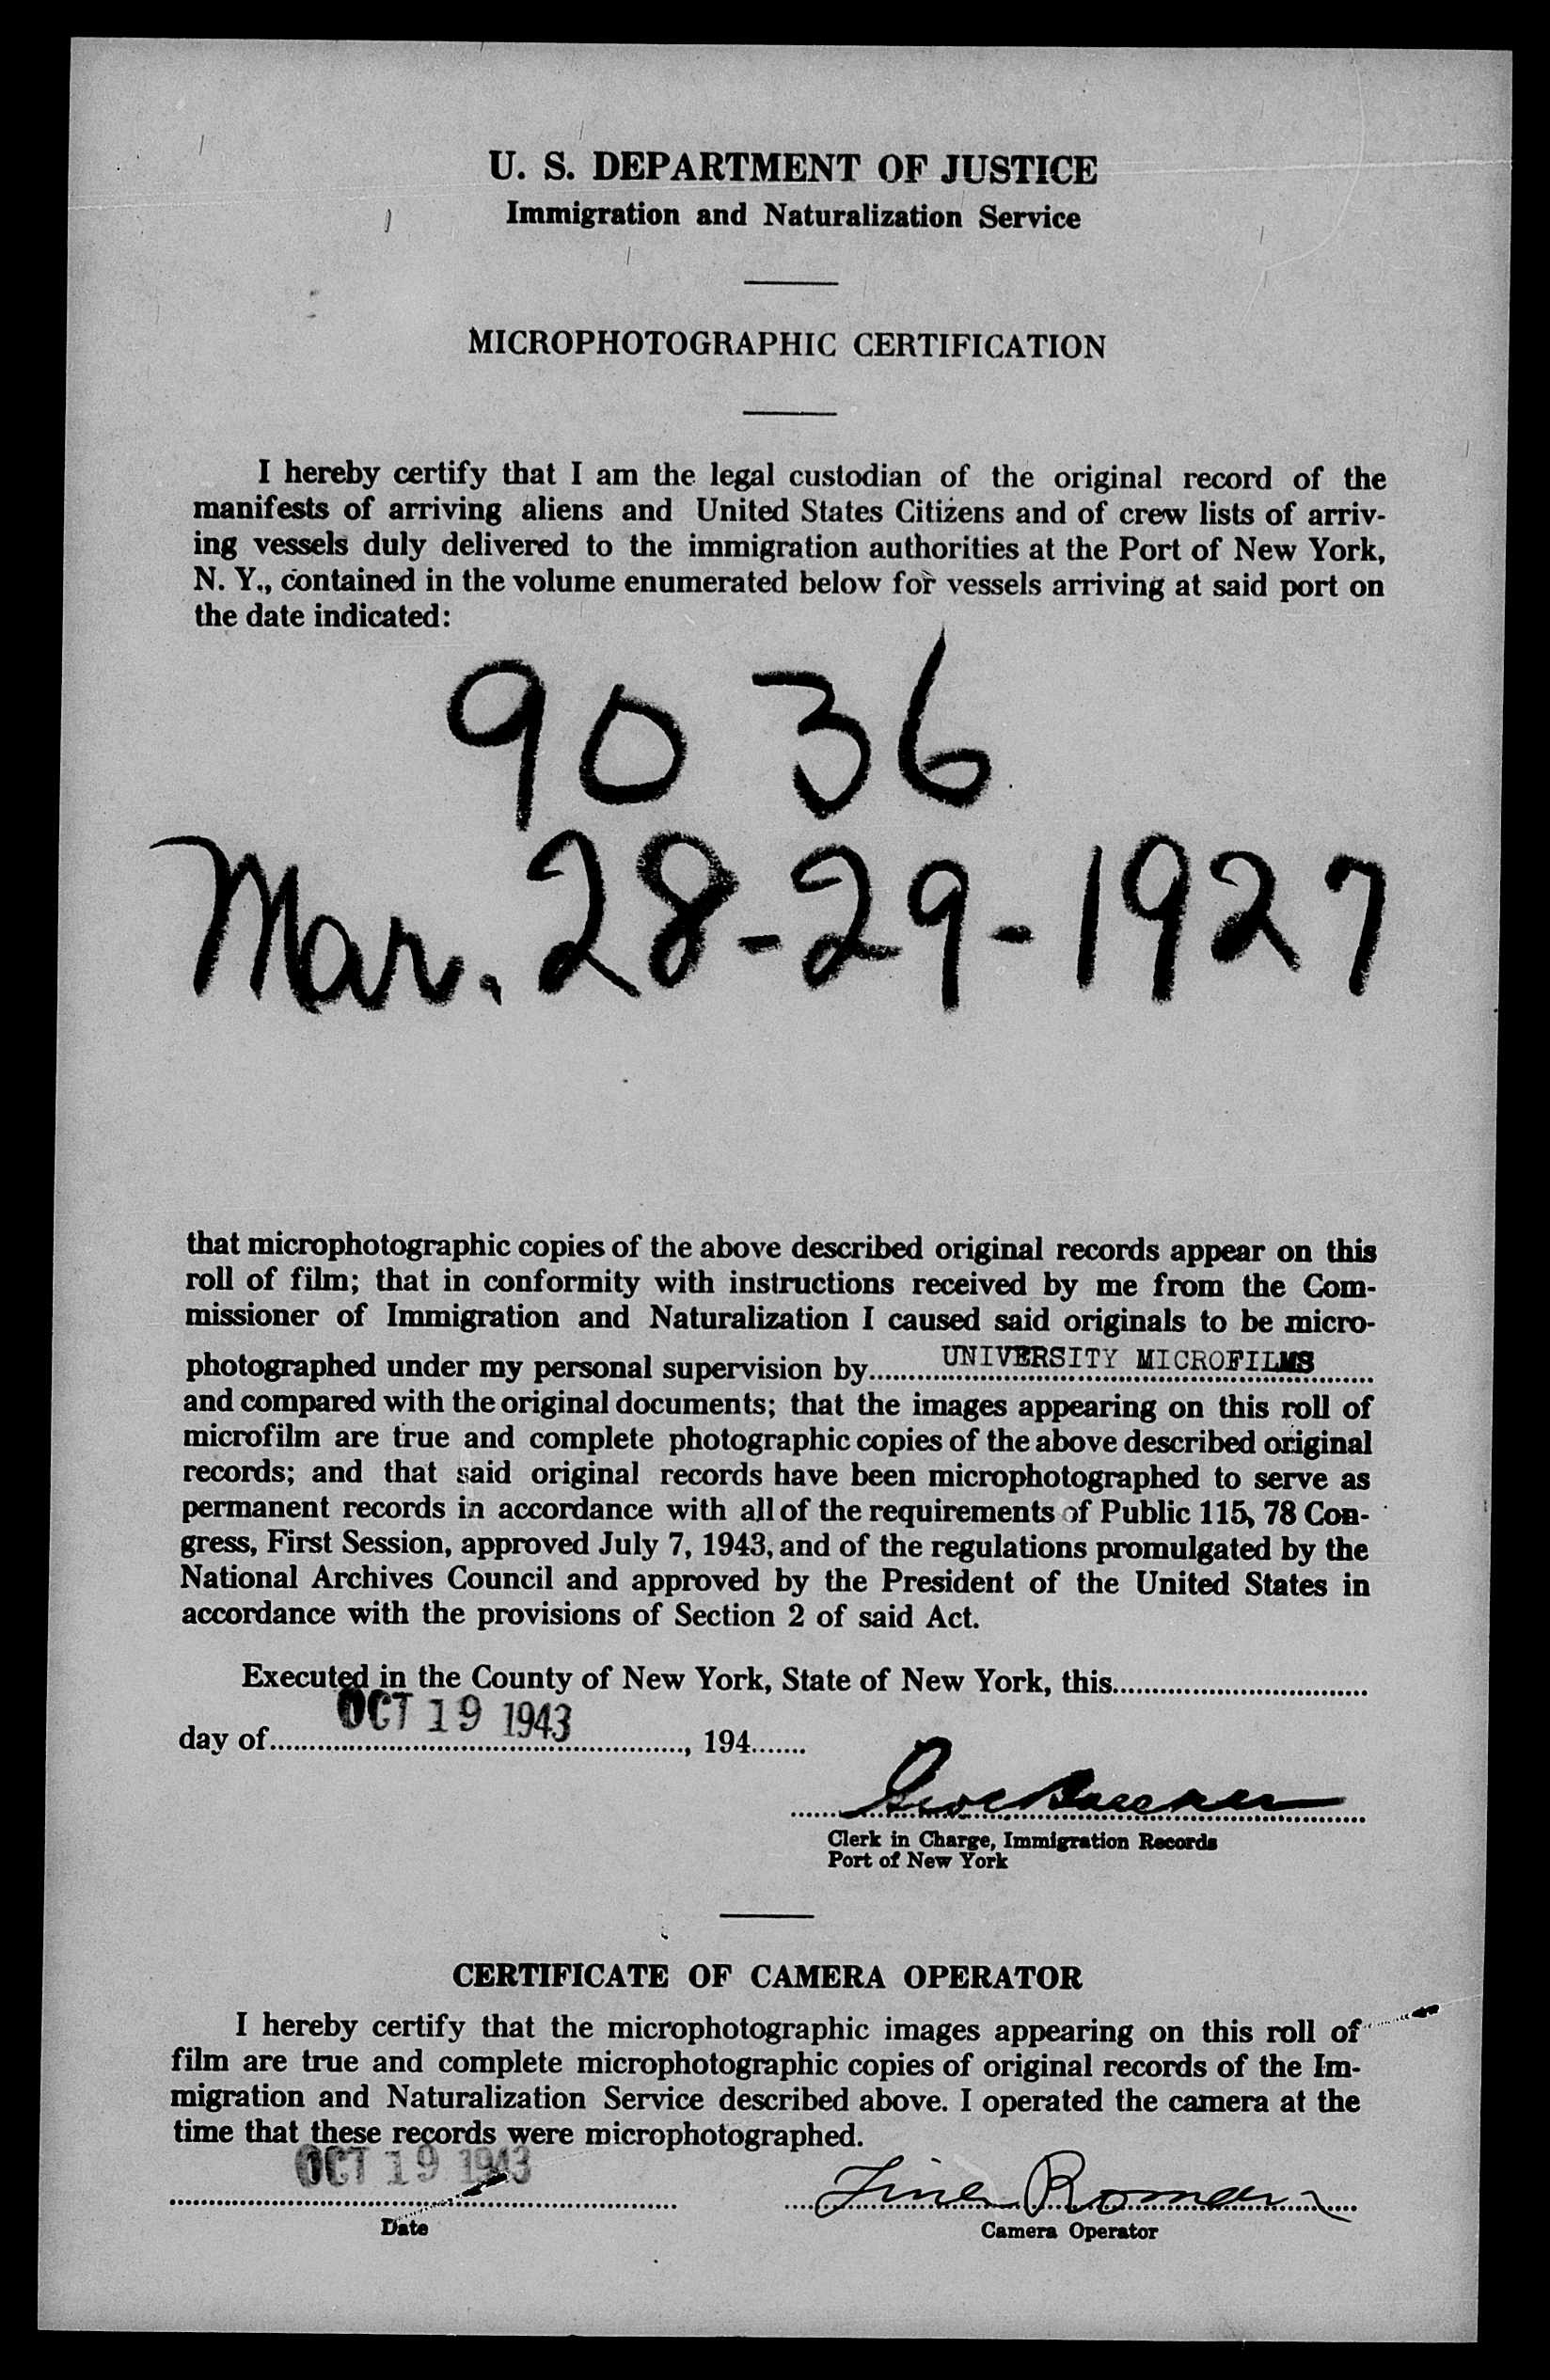 U. S. DEPARTMENT OF JUSTICE
Immigration and Naturalization Service
MICROPHOTOGRAPHIC CERTIFICATION
I hereby certify that I am the legal custodian of the original record of the
manifests of arriving aliens and United States Citizens and of crew lists of arriv-
ing vessels duly delivered to the immigration authorities at the Port of New York,
N. Y., contained in the volume enumerated below for vessels arriving at said port on
the date indicated:
9036
Mar. 28-29-1927
that microphotographic copies of the above described original records appear on this
roll of film; that in conformity with instructions received by me from the Com-
missioner of Immigration and Naturalization I caused said originals to be micro-
photographed under my personal supervision by UNIVERSITY MICROFILMS
and compared with the original documents; that the images appearing on this roll of
microfilm are true and complete photographic copies of the above described original
records; and that said original records have been microphotographed to serve as
permanent records in accordance with all of the requirements of Public 115, 78 Con-
gress, First Session, approved July 7, 1943, and of the regulations promulgated by the
National Archives Council and approved by the President of the United States in
accordance with the provisions of Section 2 of said Act.
Executed in the County of New York, State of New York, this
day of OCT 19 1943, 194
Clerk in Charge, Immigration Records
Port of New York
CERTIFICATE OF CAMERA OPERATOR
I hereby certify that the microphotographic images appearing on this roll of
film are true and complete microphotographic copies of original records of the Im-
migration and Naturalization Service described above. I operated the camera at the
time that these records were microphotographed.
OCT 19 1943
Roman
Date
Camera Operator